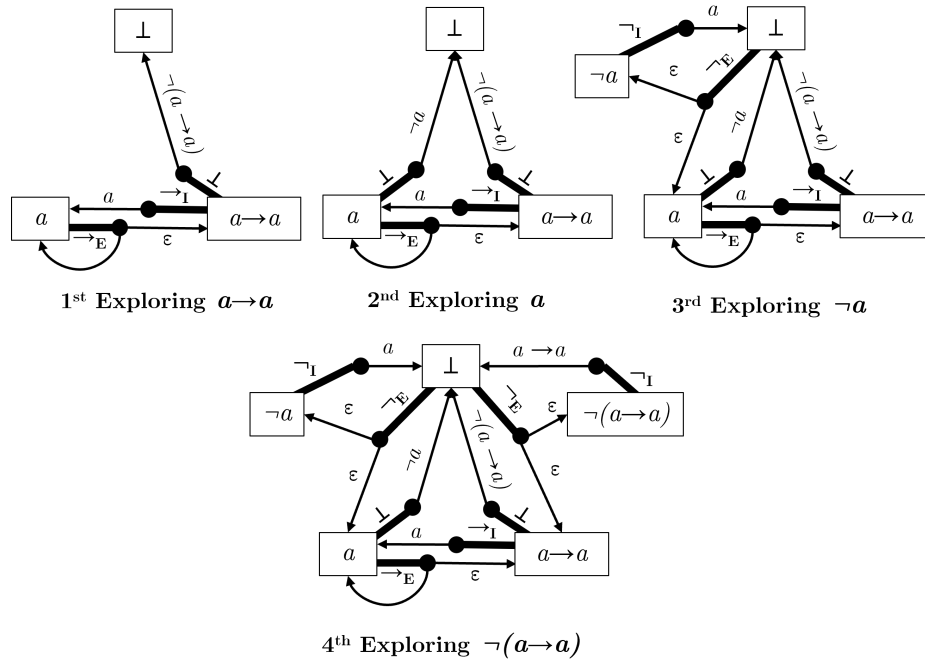 ⊥
¬(a → a)
⊥
a
→I
a
→E
ε
a→a
1st Exploring a→a
⊥
¬a
¬(a → a)
⊥
⊥
a
→I
a
→E
ε
a→a
2nd Exploring a
¬I
a
⊥
¬a
ε
¬E
ε
¬a
¬(a → a)
⊥
⊥
a
→I
a
→E
ε
a→a
3rd Exploring ¬a
¬I
a
⊥
a → a
¬I
¬a
ε
¬E
¬E
ε
¬(a→a)
ε
¬a
¬(a → a)
ε
⊥
⊥
a
→I
a
→E
ε
a→a
4th Exploring ¬(a→a)